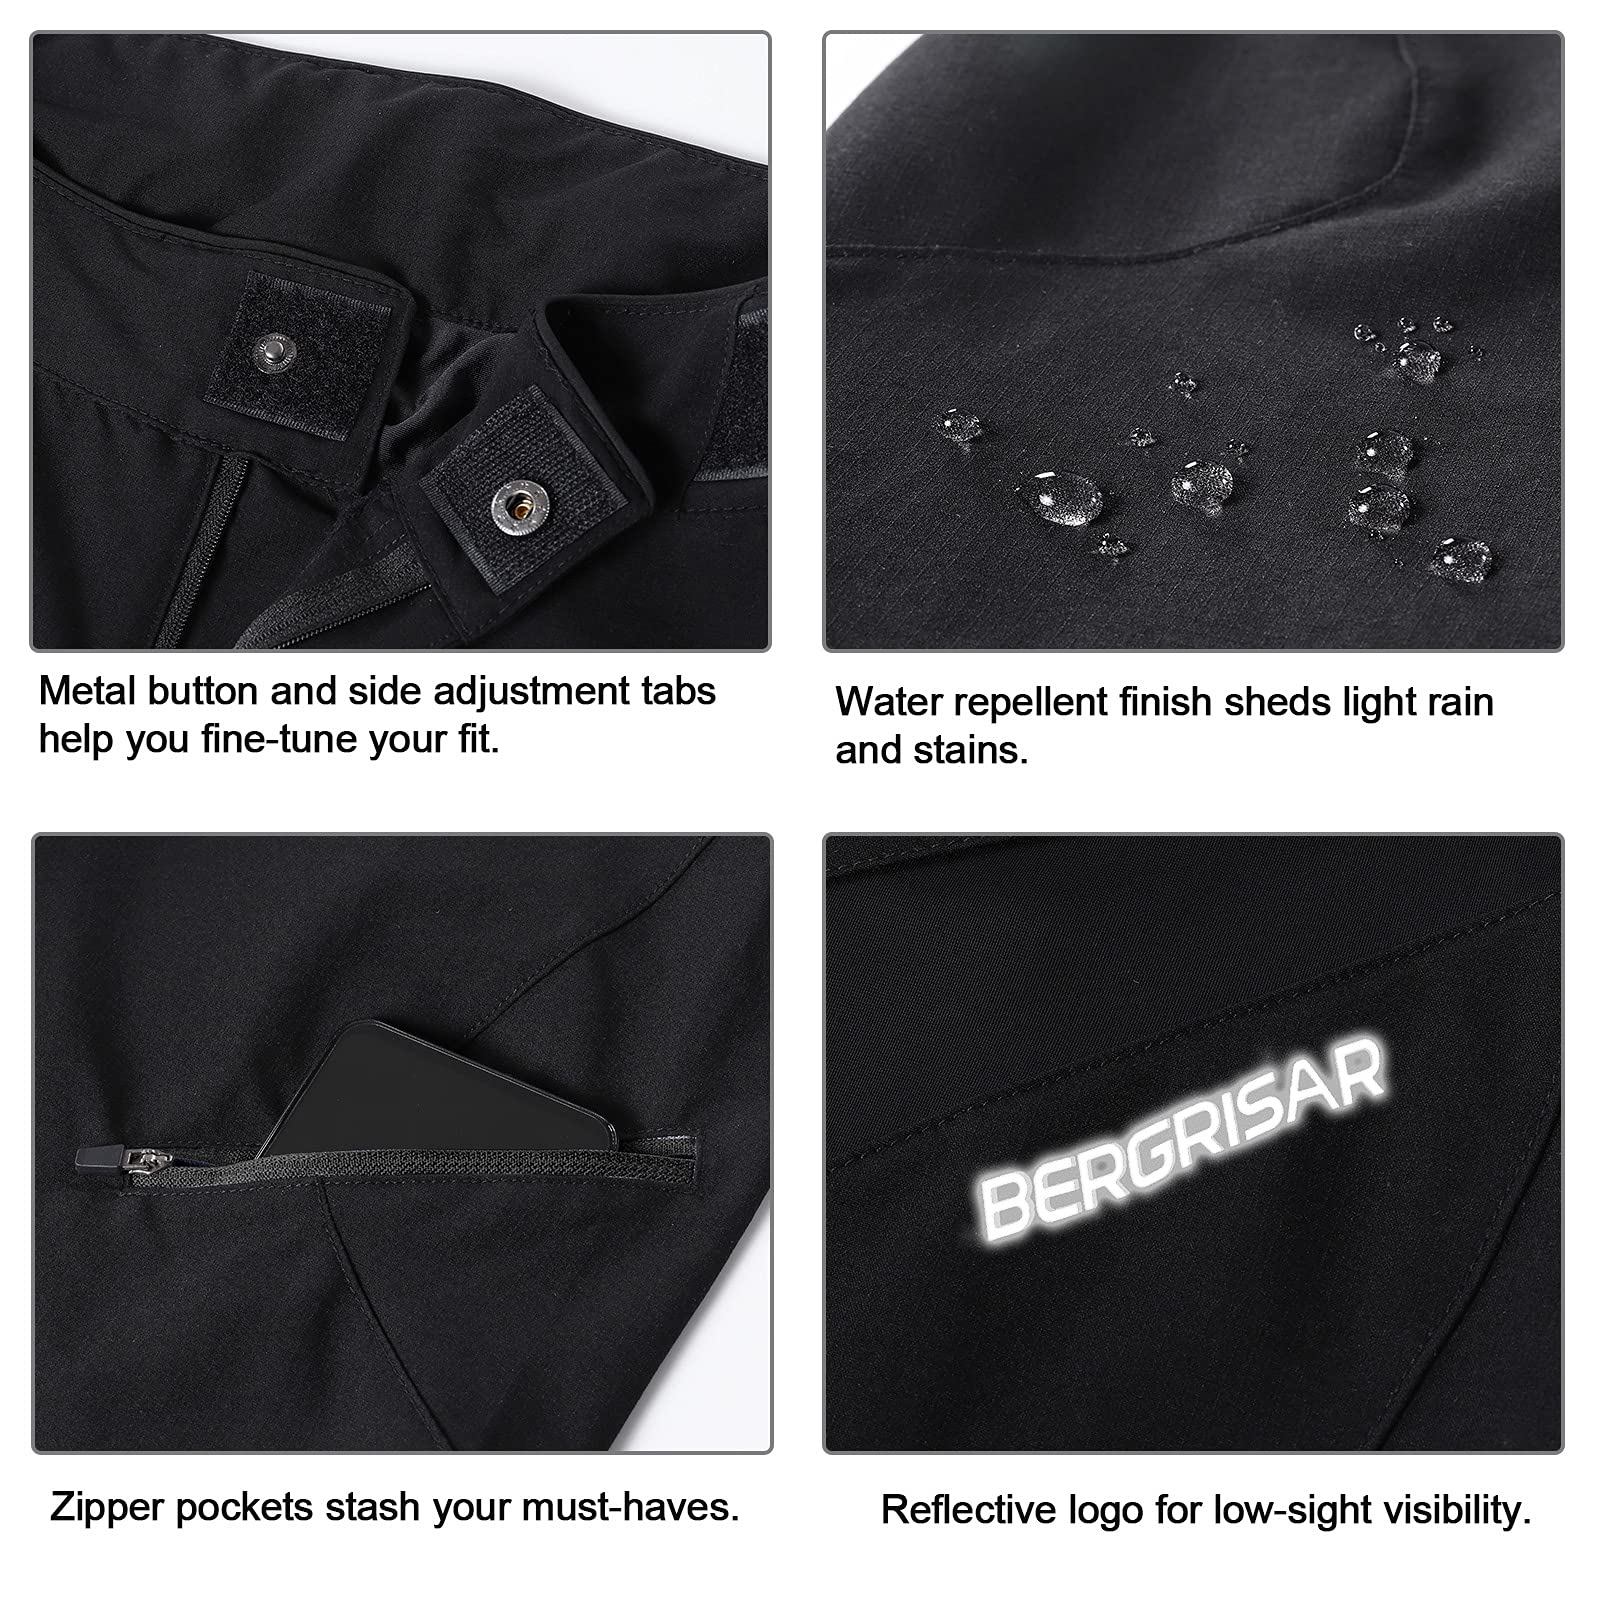 Metal button and side adjustment tabs
help you fine-tune your fit.
Water repellent finish sheds light rain
and stains.
Zipper pockets stash your must-haves.
BERGRISAR
Reflective logo for low-sight visibility.